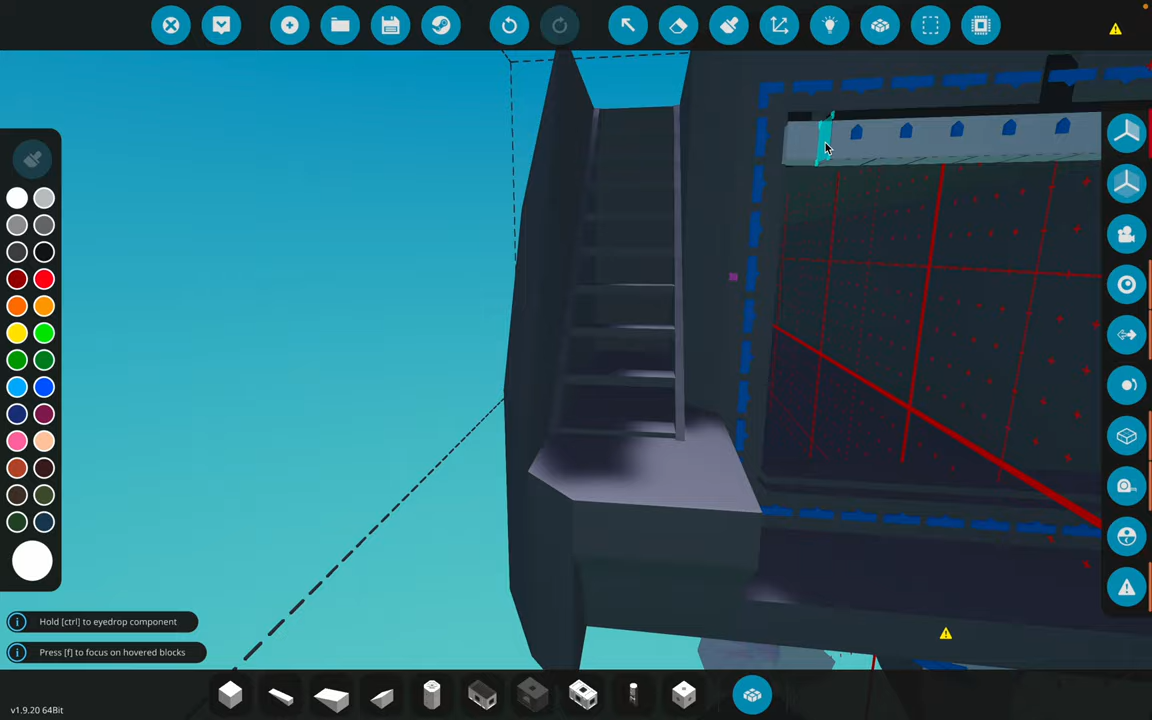 Hold [ctrl] to eyedrop component
Press [f] to focus on hovered blocks
v1.9.20 64Bit